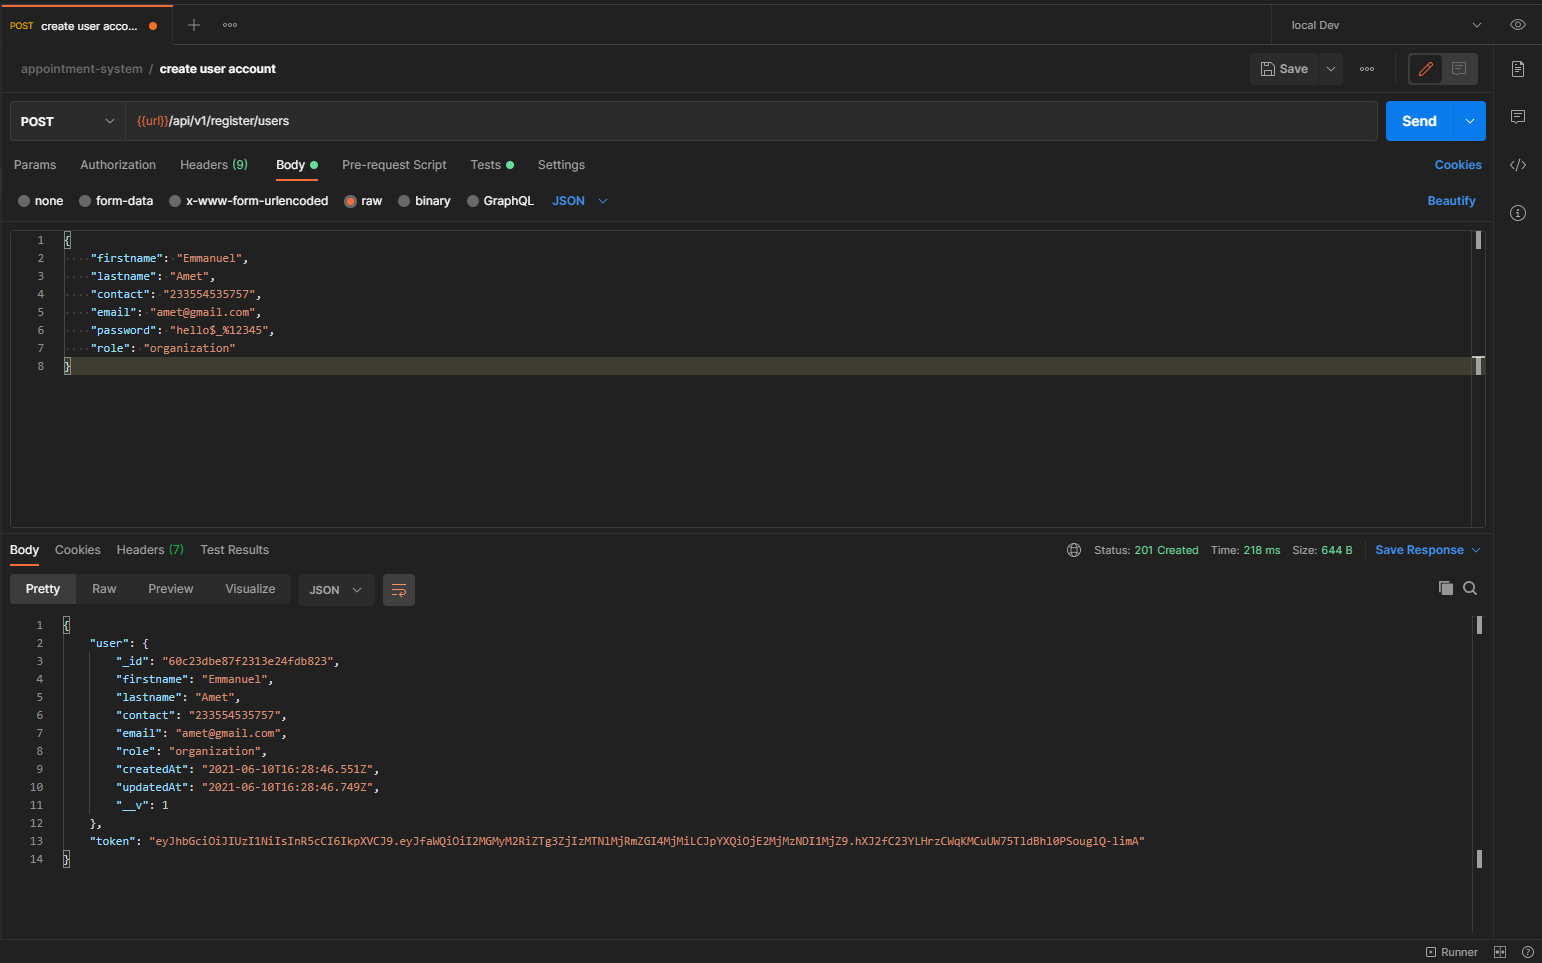 POST create user acco...
local Dev
appointment-system / create user account
Save
POST {{url}}/api/v1/register/users
Send
Params Authorization Headers (9) Body Pre-request Script Tests Settings
Cookies
none form-data x-www-form-urlencoded raw binary GraphQL JSON
Beautify
1 {
2 "firstname": "Emmanuel",
3 "lastname": "Amet",
4 "contact": "233554535757",
5 "email": "amet@gmail.com",
6 "password": "hello$_%12345",
7 "role": "organization"
8 }
Body Cookies Headers (7) Test Results
Status: 201 Created Time: 218 ms Size: 644 B Save Response
Pretty Raw Preview Visualize JSON
1 {
2 "user": {
3 "_id": "60c23dbe87f2313e24fdb823",
4 "firstname": "Emmanuel",
5 "lastname": "Amet",
6 "contact": "233554535757",
7 "email": "amet@gmail.com",
8 "role": "organization",
9 "createdAt": "2021-06-10T16:28:46.551Z",
10 "updatedAt": "2021-06-10T16:28:46.749Z",
11 "__v": 1
12 },
13 "token": "eyJhbGciOiJIUzI1NiIsInR5cCI6IkpXVCJ9.eyJfaWQiOiI2MGMyM2RiZTg3ZjIzMTNlMjRmZGI4MjMiLCJpYXQiOjE2MjMzNDI1MjZ9.hXJ2fC23YLHrzCWqKMCuUW75TldBhl0PSouglQ-limA"
14 }
Runner